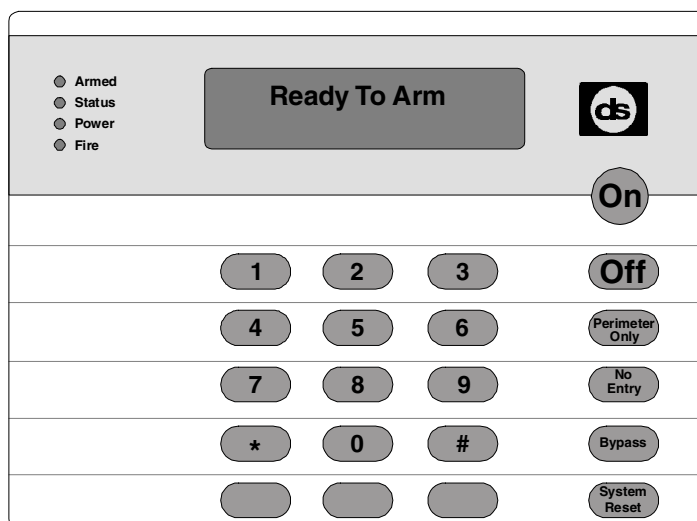 Armed
Ready To Arm
Status
Power
Fire
ds
On
1 2 3 Off
4 5 6 Perimeter
Only
7 8 9 No
Entry
* 0 # Bypass
System
Reset